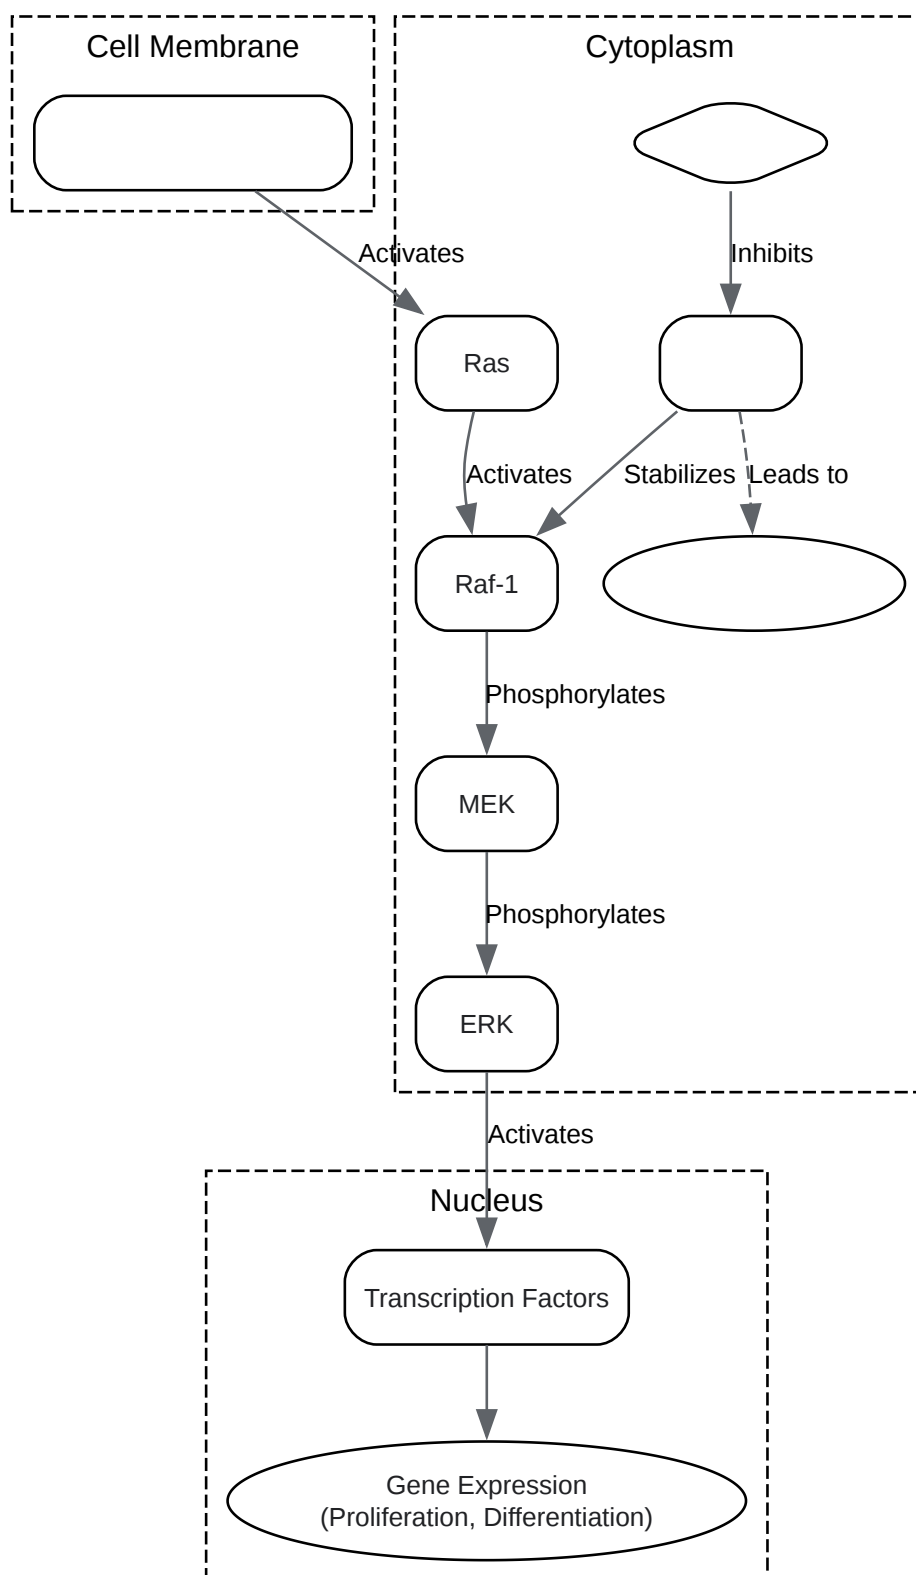 Cell Membrane
Cytoplasm
Activates
Inhibits
Ras
Activates
Stabilizes
Leads to
Raf-1
Phosphorylates
MEK
Phosphorylates
ERK
Activates
Nucleus
Transcription Factors
Gene Expression
(Proliferation, Differentiation)